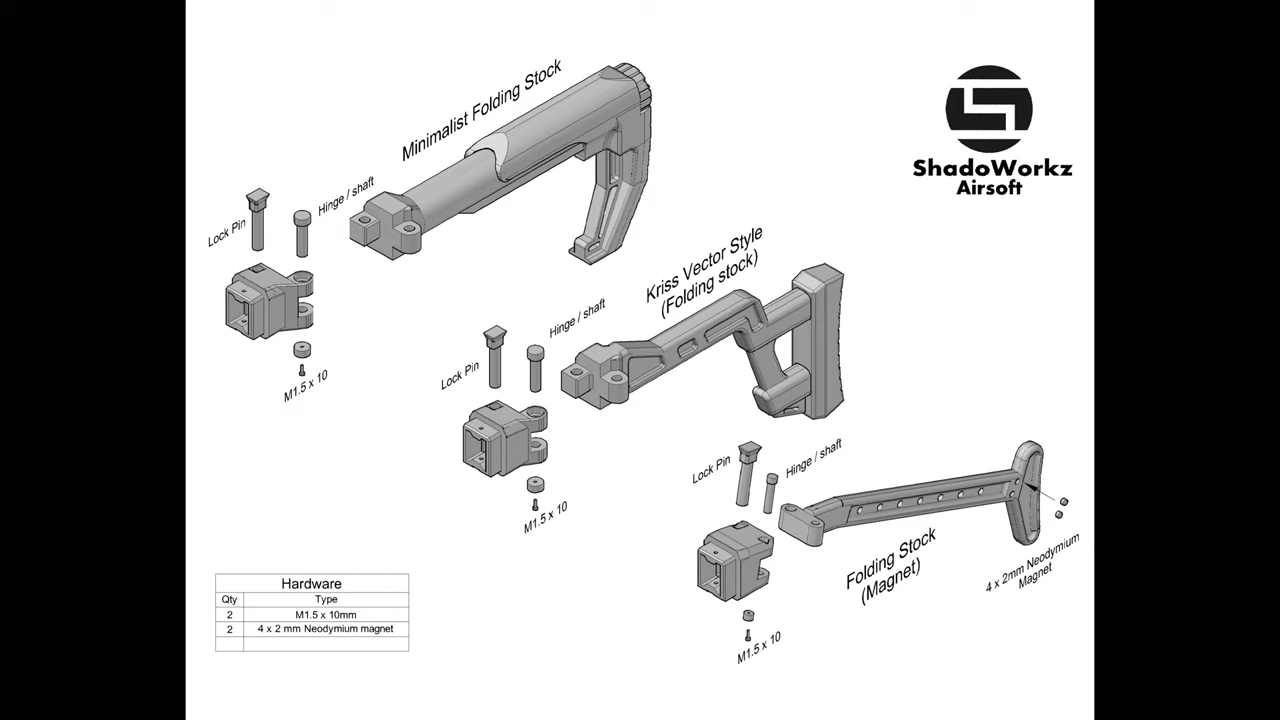 Minimalist Folding Stock
ShadoWorkz
Airsoft
Lock Pin
Hinge / shaft
M1.5 x 10
Kriss Vector Style
(Folding stock)
Lock Pin
Hinge / shaft
M1.5 x 10
Lock Pin
Hinge / shaft
Folding Stock
(Magnet)
4 x 2mm Neodymium
Magnet
M1.5 x 10
Hardware
Qty Type
2 M1.5 x 10mm
2 4 x 2 mm Neodymium magnet